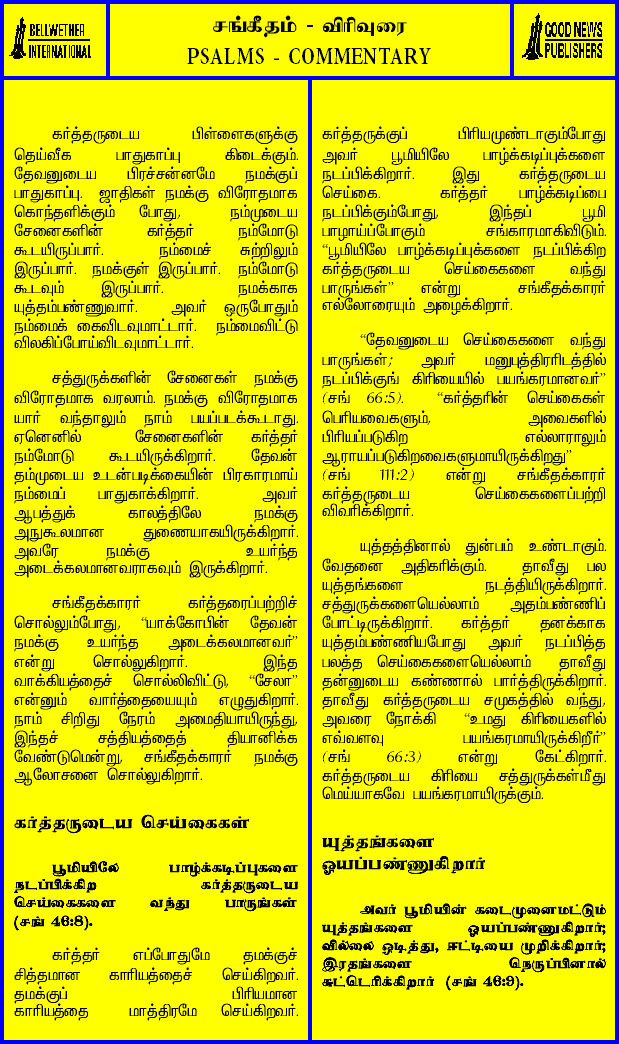 BELLWETHER
INTERNATIONAL
சங்கீதம் - விரிவுரை
PSALMS - COMMENTARY
GOOD NEWS
PUBLISHERS
கர்த்தருடைய பிள்ளைகளுக்கு
தெய்வீக பாதுகாப்பு கிடைக்கும்.
தேவனுடைய பிரசன்னமே நமக்குப்
பாதுகாப்பு. ஜாதிகள் நமக்கு விரோதமாக
கொந்தளிக்கும் போது, நம்முடைய
சேனைகளின் கர்த்தர் நம்மோடு
கூடயிருப்பார். நம்மைச் சுற்றிலும்
இருப்பார். நமக்குள் இருப்பார். நம்மோடு
கூடவும் இருப்பார். நமக்காக
யுத்தம்பண்ணுவார். அவர் ஒருபோதும்
நம்மைக் கைவிடவுமாட்டார். நம்மைவிட்டு
விலகிப்போய்விடவுமாட்டார்.
சத்துருக்களின் சேனைகள் நமக்கு
விரோதமாக வரலாம். நமக்கு விரோதமாக
யார் வந்தாலும் நாம் பயப்படக்கூடாது.
ஏனெனில் சேனைகளின் கர்த்தர்
நம்மோடு கூடயிருக்கிறார். தேவன்
தம்முடைய உடன்படிக்கையின் பிரகாரமாய்
நம்மைப் பாதுகாக்கிறார். அவர்
ஆபத்துக் காலத்திலே நமக்கு
அநுகூலமான துணையாகயிருக்கிறார்.
அவரே நமக்கு உயர்ந்த
அடைக்கலமானவராகவும் இருக்கிறார்.
சங்கீதக்காரர் கர்த்தரைப்பற்றிச்
சொல்லும்போது, “யாக்கோபின் தேவன்
நமக்கு உயர்ந்த அடைக்கலமானவர்”
என்று சொல்லுகிறார். இந்த
வாக்கியத்தைச் சொல்லிவிட்டு, “சேலா”
என்னும் வார்த்தையையும் எழுதுகிறார்.
நாம் சிறிது நேரம் அமைதியாயிருந்து,
இந்தச் சத்தியத்தைத் தியானிக்க
வேண்டுமென்று, சங்கீதக்காரர் நமக்கு
ஆலோசனை சொல்லுகிறார்.
கர்த்தருடைய செய்கைகள்
பூமியிலே பாழ்க்கடிப்புகளை
நடப்பிக்கிற கர்த்தருடைய
செய்கைகளை வந்து பாருங்கள்
(சங் 46:8).
கர்த்தர் எப்போதுமே தமக்குச்
சித்தமான காரியத்தைச் செய்கிறவர்.
தமக்குப் பிரியமான
காரியத்தை மாத்திரமே செய்கிறவர்.
கர்த்தருக்குப் பிரியமுண்டாகும்போது
அவர் பூமியிலே பாழ்க்கடிப்புக்களை
நடப்பிக்கிறார். இது கர்த்தருடைய
செய்கை. கர்த்தர் பாழ்க்கடிப்பை
நடப்பிக்கும்போது, இந்தப் பூமி
பாழாய்ப்போகும் சங்காரமாகிவிடும்.
“பூமியிலே பாழ்க்கடிப்புக்களை நடப்பிக்கிற
கர்த்தருடைய செய்கைகளை வந்து
பாருங்கள்” என்று சங்கீதக்காரர்
எல்லோரையும் அழைக்கிறார்.
“தேவனுடைய செய்கைகளை வந்து
பாருங்கள்; அவர் மனுபுத்திரரிடத்தில்
நடப்பிக்குங் கிரியையில் பயங்கரமானவர்”
(சங் 66:5). “கர்த்தரின் செய்கைகள்
பெரியவைகளும், அவைகளில்
பிரியப்படுகிற எல்லாராலும்
ஆராயப்படுகிறவைகளுமாயிருக்கிறது”
(சங் 111:2) என்று சங்கீதக்காரர்
கர்த்தருடைய செய்கைகளைப்பற்றி
விவரிக்கிறார்.
யுத்தத்தினால் துன்பம் உண்டாகும்.
வேதனை அதிகரிக்கும். தாவீது பல
யுத்தங்களை நடத்தியிருக்கிறார்.
சத்துருக்களையெல்லாம் அதம்பண்ணிப்
போட்டிருக்கிறார். கர்த்தர் தனக்காக
யுத்தம்பண்ணியபோது அவர் நடப்பித்த
பலத்த செய்கைகளையெல்லாம் தாவீது
தன்னுடைய கண்ணால் பார்த்திருக்கிறார்.
தாவீது கர்த்தருடைய சமுகத்தில் வந்து,
அவரை நோக்கி “உமது கிரியைகளில்
எவ்வளவு பயங்கரமாயிருக்கிறீர்”
(சங் 66:3) என்று கேட்கிறார்.
கர்த்தருடைய கிரியை சத்துருக்கள்மீது
மெய்யாகவே பயங்கரமாயிருக்கும்.
யுத்தங்களை
ஓயப்பண்ணுகிறார்
அவர் பூமியின் கடைமுனைமட்டும்
யுத்தங்களை ஓயப்பண்ணுகிறார்;
வில்லை ஒடித்து, ஈட்டியை முறிக்கிறார்;
இரதங்களை நெருப்பினால்
சுட்டெரிக்கிறார் (சங் 46:9).